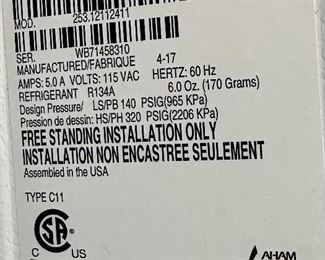 MOD. 253.12112411
SER. WB71458310
MANUFACTURED/FABRIQUE 4-17
AMPS: 5.0 A VOLTS: 115 VAC HERTZ: 60 Hz
REFRIGERANT R134A 6.0 Oz. (170 Grams)
Design Pressure/ LS/PB 140 PSIG(965 KPa)
Pression de dessin: HS/PH 320 PSIG(2206 KPa)
FREE STANDING INSTALLATION ONLY
INSTALLATION NON ENCASTREE SEULEMENT
Assembled in the USA
TYPE C11
SA
C US
AHAM